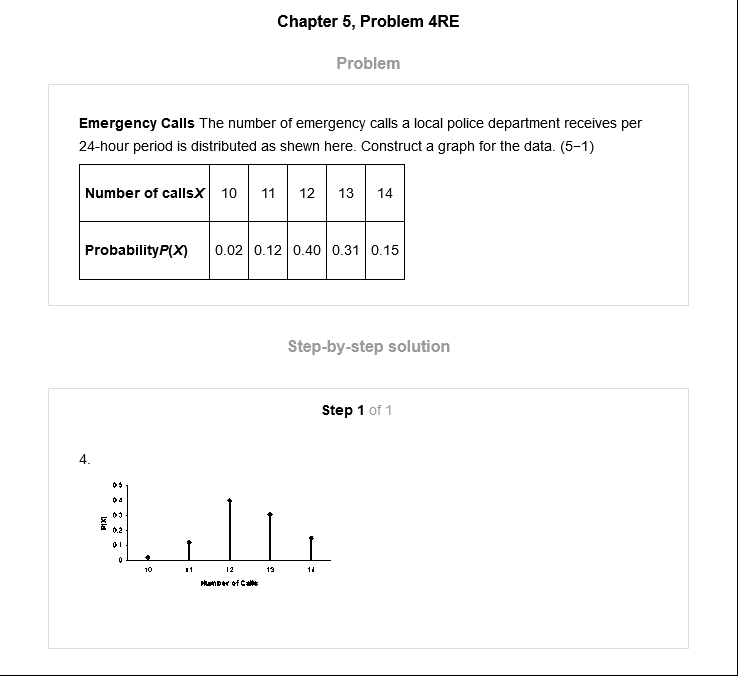 Chapter 5, Problem 4RE
Problem
Emergency Calls The number of emergency calls a local police department receives per
24-hour period is distributed as shewn here. Construct a graph for the data. (5−1)
Number of callsX 10 11 12 13 14
ProbabilityP(X) 0.02 0.12 0.40 0.31 0.15
Step-by-step solution
Step 1 of 1
4.
P(X)
0.5
0.4
0.3
0.2
0.1
0
10 11 12 13 14
Number of Calls